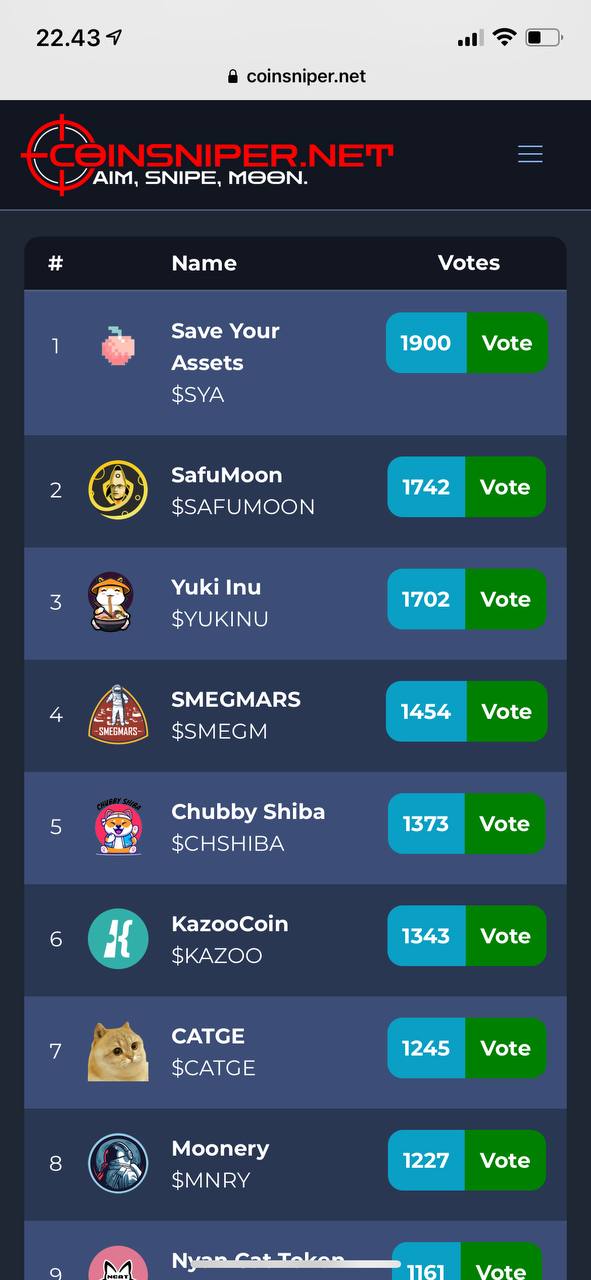 22.43
coinsniper.net
COINSNIPER.NET
AIM, SNIPE, MOON.
# Name Votes
1 Save Your Assets 1900 Vote
$SYA
2 SafuMoon 1742 Vote
$SAFUMOON
3 Yuki Inu 1702 Vote
$YUKINU
SMEGMARS
4 SMEGMARS 1454 Vote
$SMEGM
CHUBBY SHIBA
5 Chubby Shiba 1373 Vote
$CHSHIBA
6 KazooCoin 1343 Vote
$KAZOO
7 CATGE 1245 Vote
$CATGE
8 Moonery 1227 Vote
$MNRY
NCAT
9 Nyan Cat Token 1161 Vote